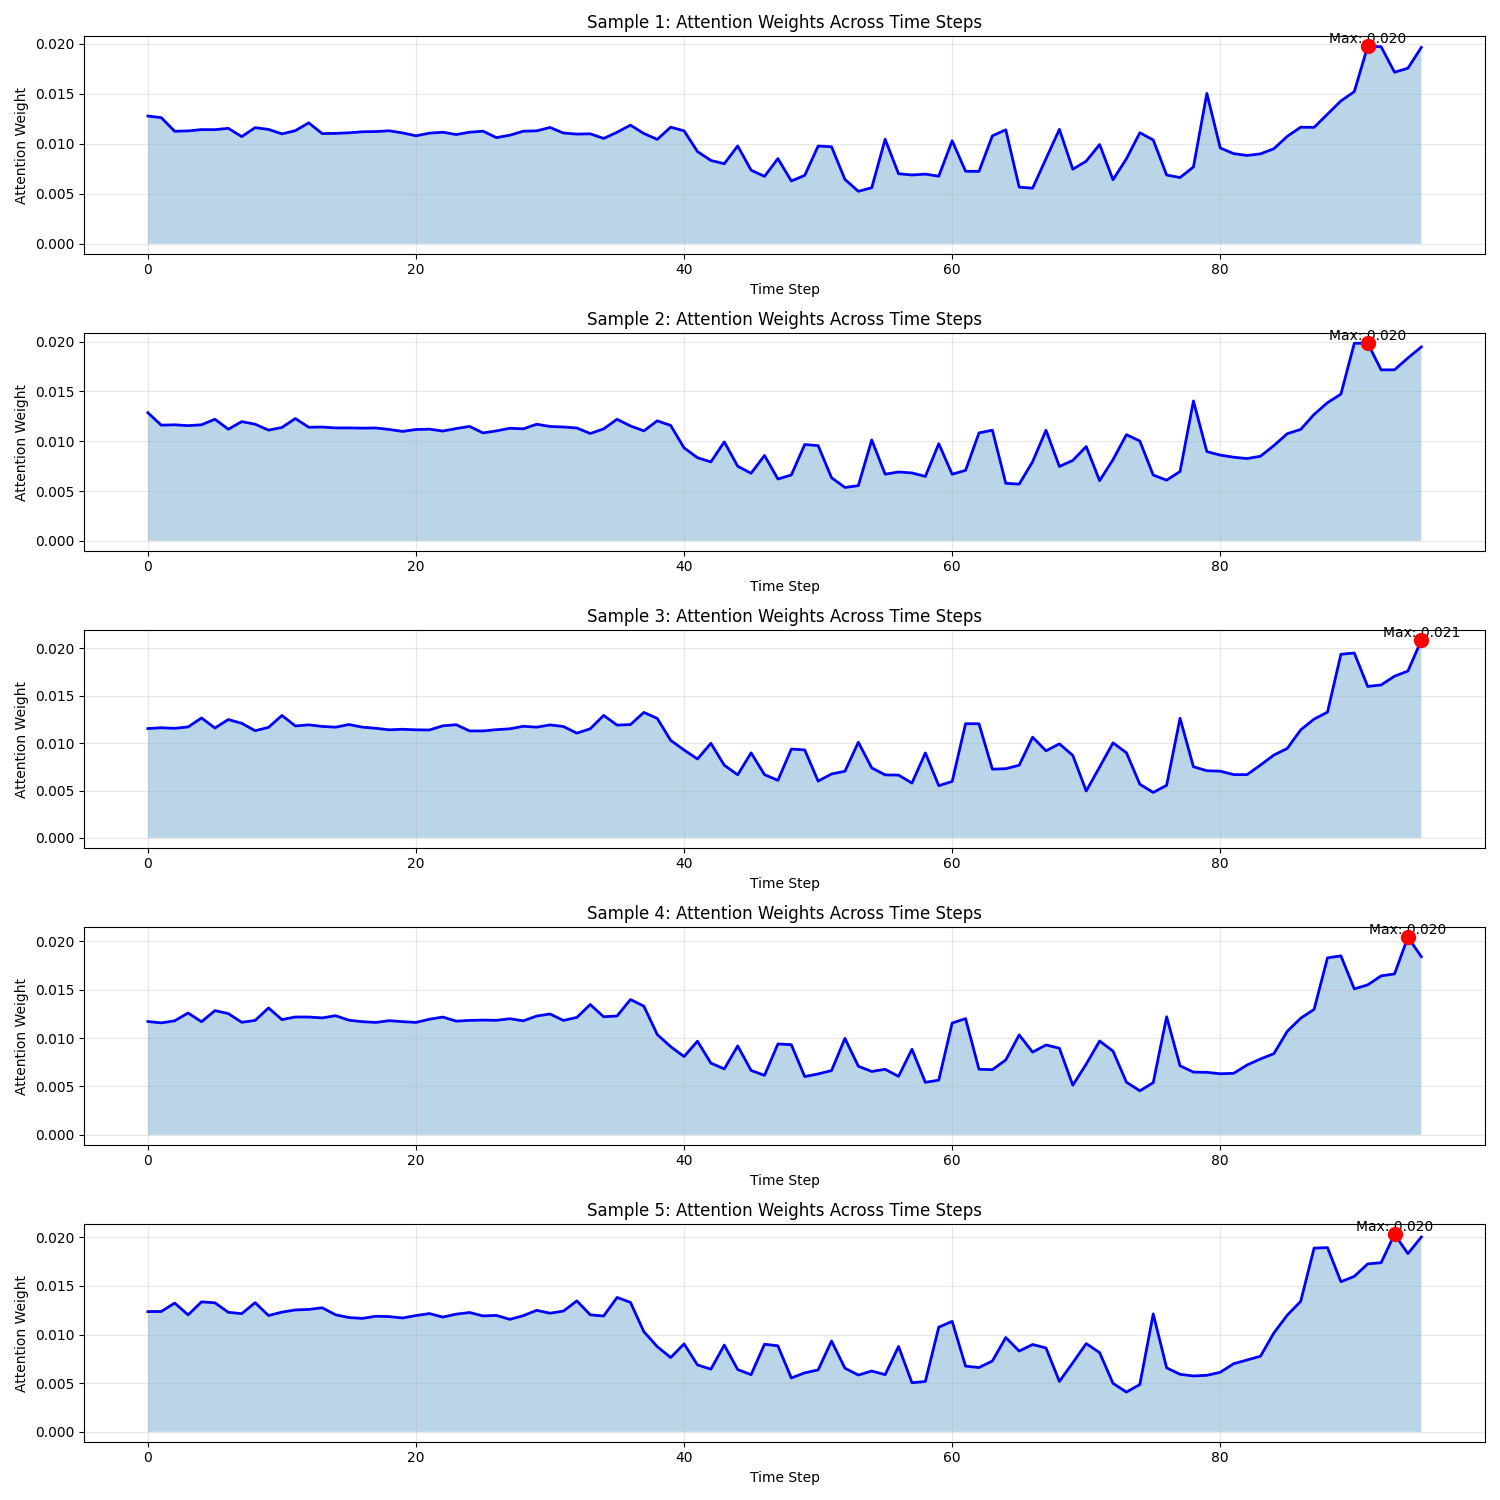 Sample 1: Attention Weights Across Time Steps
Max: 0.020
0.020
0.015
0.010
0.005
0.000
Attention Weight
0 20 40 60 80
Time Step
Sample 2: Attention Weights Across Time Steps
Max: 0.020
0.020
0.015
0.010
0.005
0.000
Attention Weight
0 20 40 60 80
Time Step
Sample 3: Attention Weights Across Time Steps
Max: 0.021
0.020
0.015
0.010
0.005
0.000
Attention Weight
0 20 40 60 80
Time Step
Sample 4: Attention Weights Across Time Steps
Max: 0.020
0.020
0.015
0.010
0.005
0.000
Attention Weight
0 20 40 60 80
Time Step
Sample 5: Attention Weights Across Time Steps
Max: 0.020
0.020
0.015
0.010
0.005
0.000
Attention Weight
0 20 40 60 80
Time Step